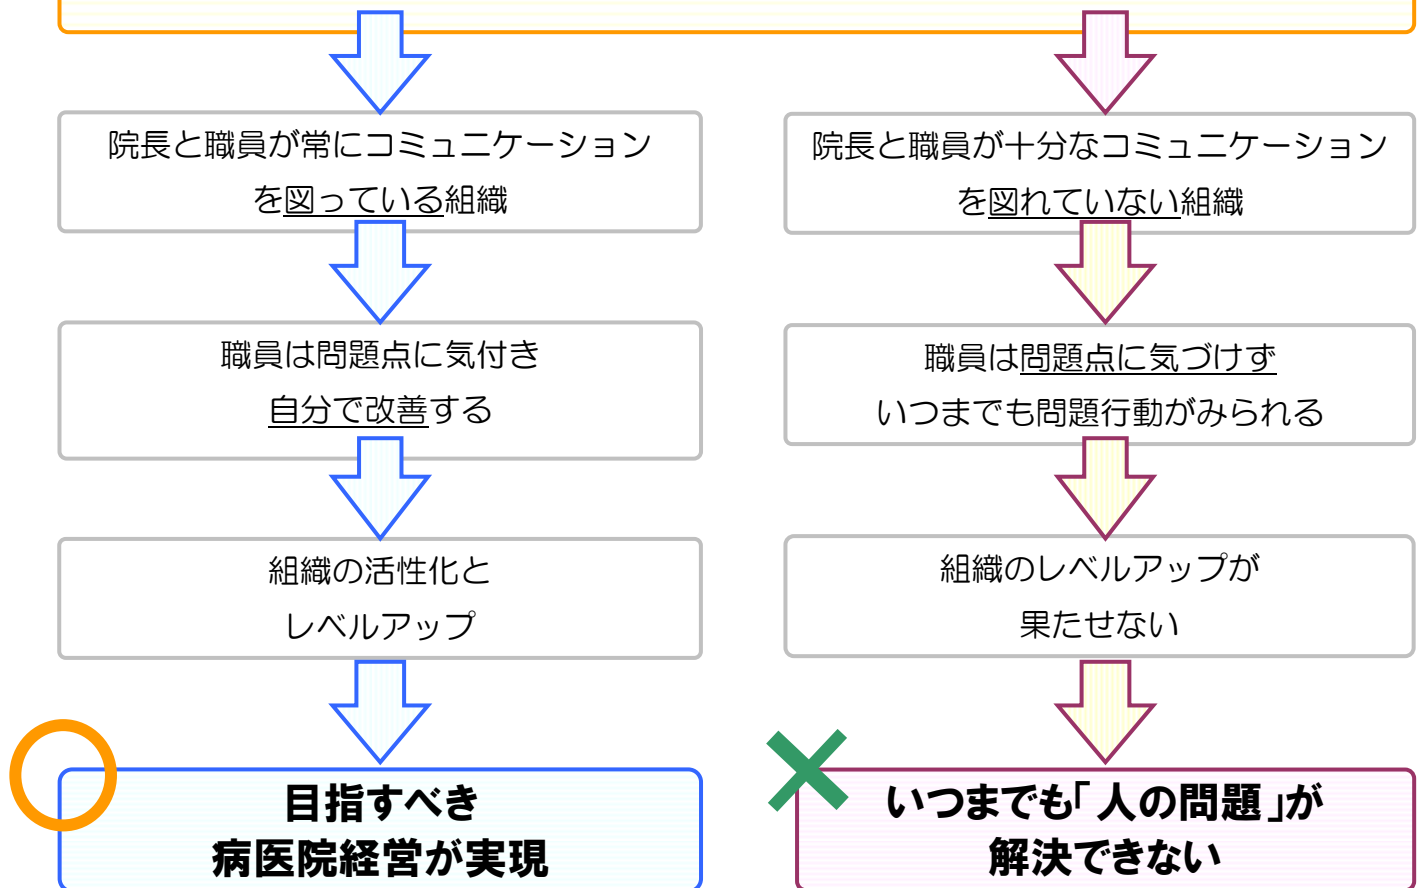 院長と職員が常にコミュニケーション
を図っている組織
職員は問題点に気付き
自分で改善する
組織の活性化と
レベルアップ
目指すべき
病医院経営が実現
院長と職員が十分なコミュニケーション
を図れていない組織
職員は問題点に気づけず
いつまでも問題行動がみられる
組織のレベルアップが
果たせない
いつまでも「人の問題」が
解決できない